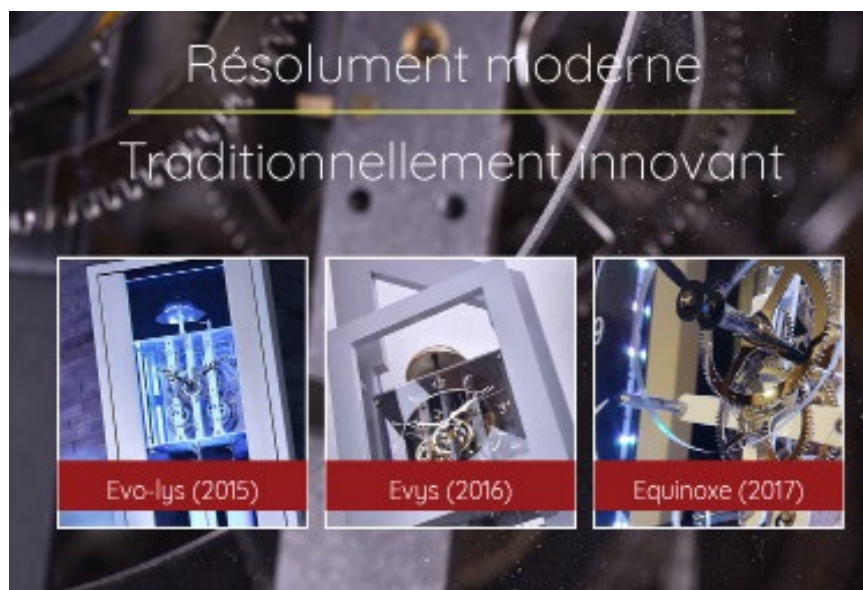 Résolument moderne
Traditionnellement innovant
Evo-lys (2015)
Evys (2016)
Equinoxe (2017)